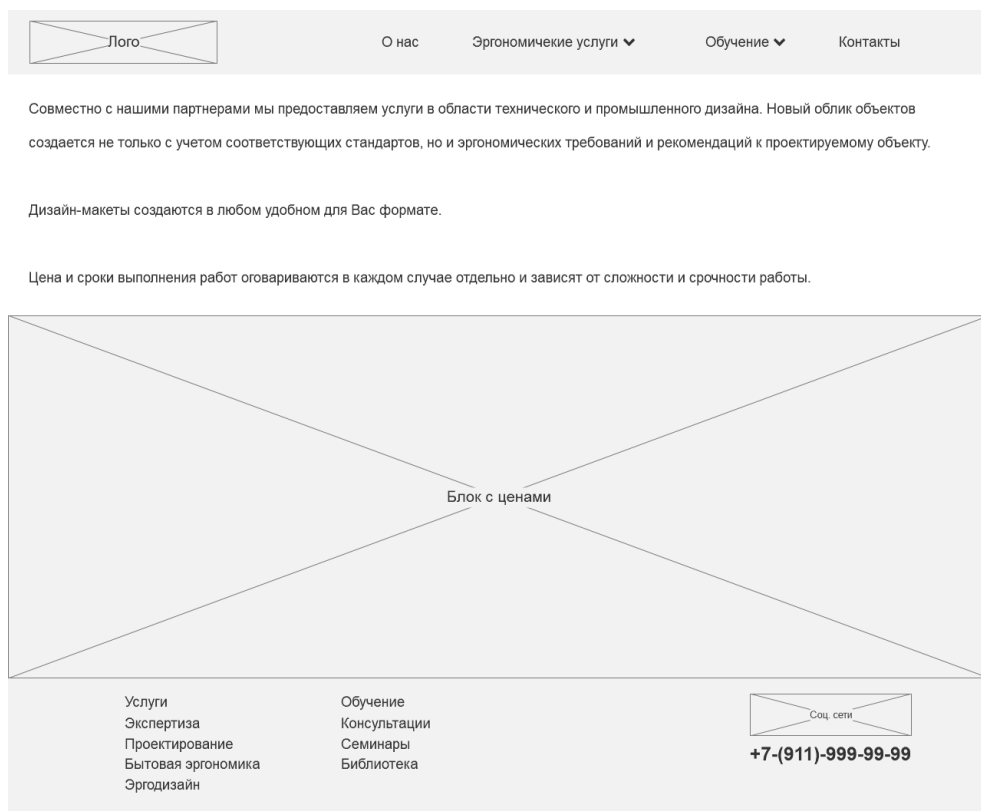 Лого
О нас
Эргономичекие услуги
Обучение
Контакты
Совместно с нашими партнерами мы предоставляем услуги в области технического и промышленного дизайна. Новый облик объектов
создается не только с учетом соответствующих стандартов, но и эргономических требований и рекомендаций к проектируемому объекту.
Дизайн-макеты создаются в любом удобном для Вас формате.
Цена и сроки выполнения работ оговариваются в каждом случае отдельно и зависят от сложности и срочности работы.
Блок с ценами
Услуги
Экспертиза
Проектирование
Бытовая эргономика
Эргодизайн
Обучение
Консультации
Семинары
Библиотека
Соц. сети
+7-(911)-999-99-99